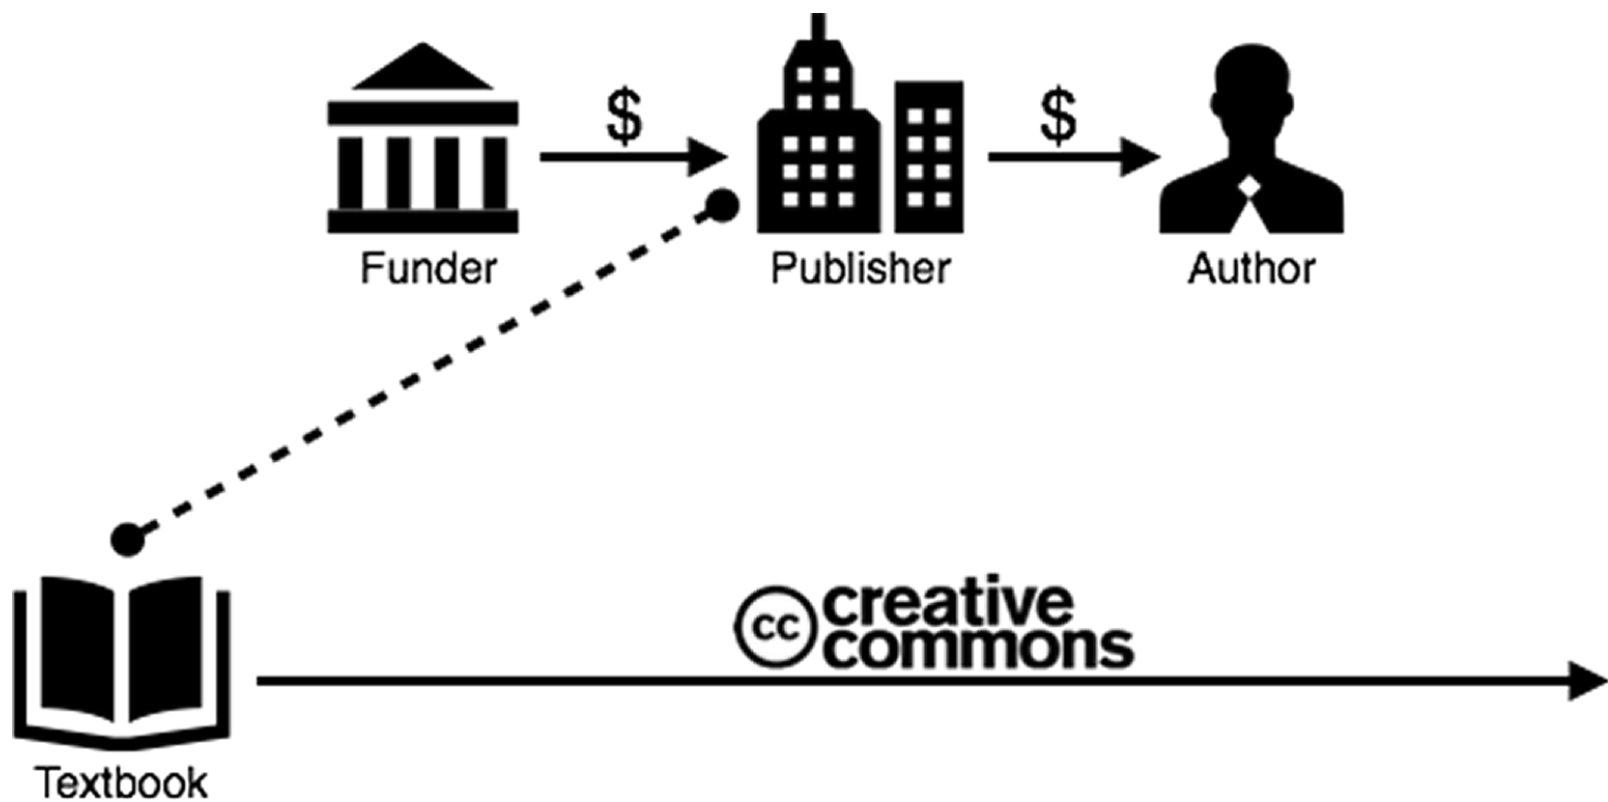 $
$
Funder
Publisher
Author
cc
creative
commons
Textbook